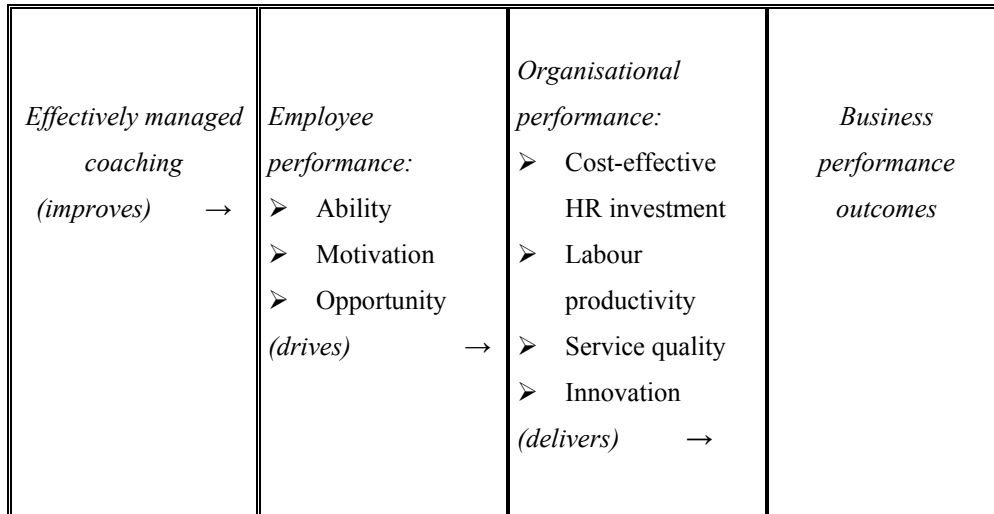 Effectively managed
coaching
(improves) →
Employee
performance:
➢ Ability
➢ Motivation
➢ Opportunity
(drives) →
Organisational
performance:
➢ Cost-effective
HR investment
➢ Labour
productivity
➢ Service quality
➢ Innovation
(delivers) →
Business
performance
outcomes